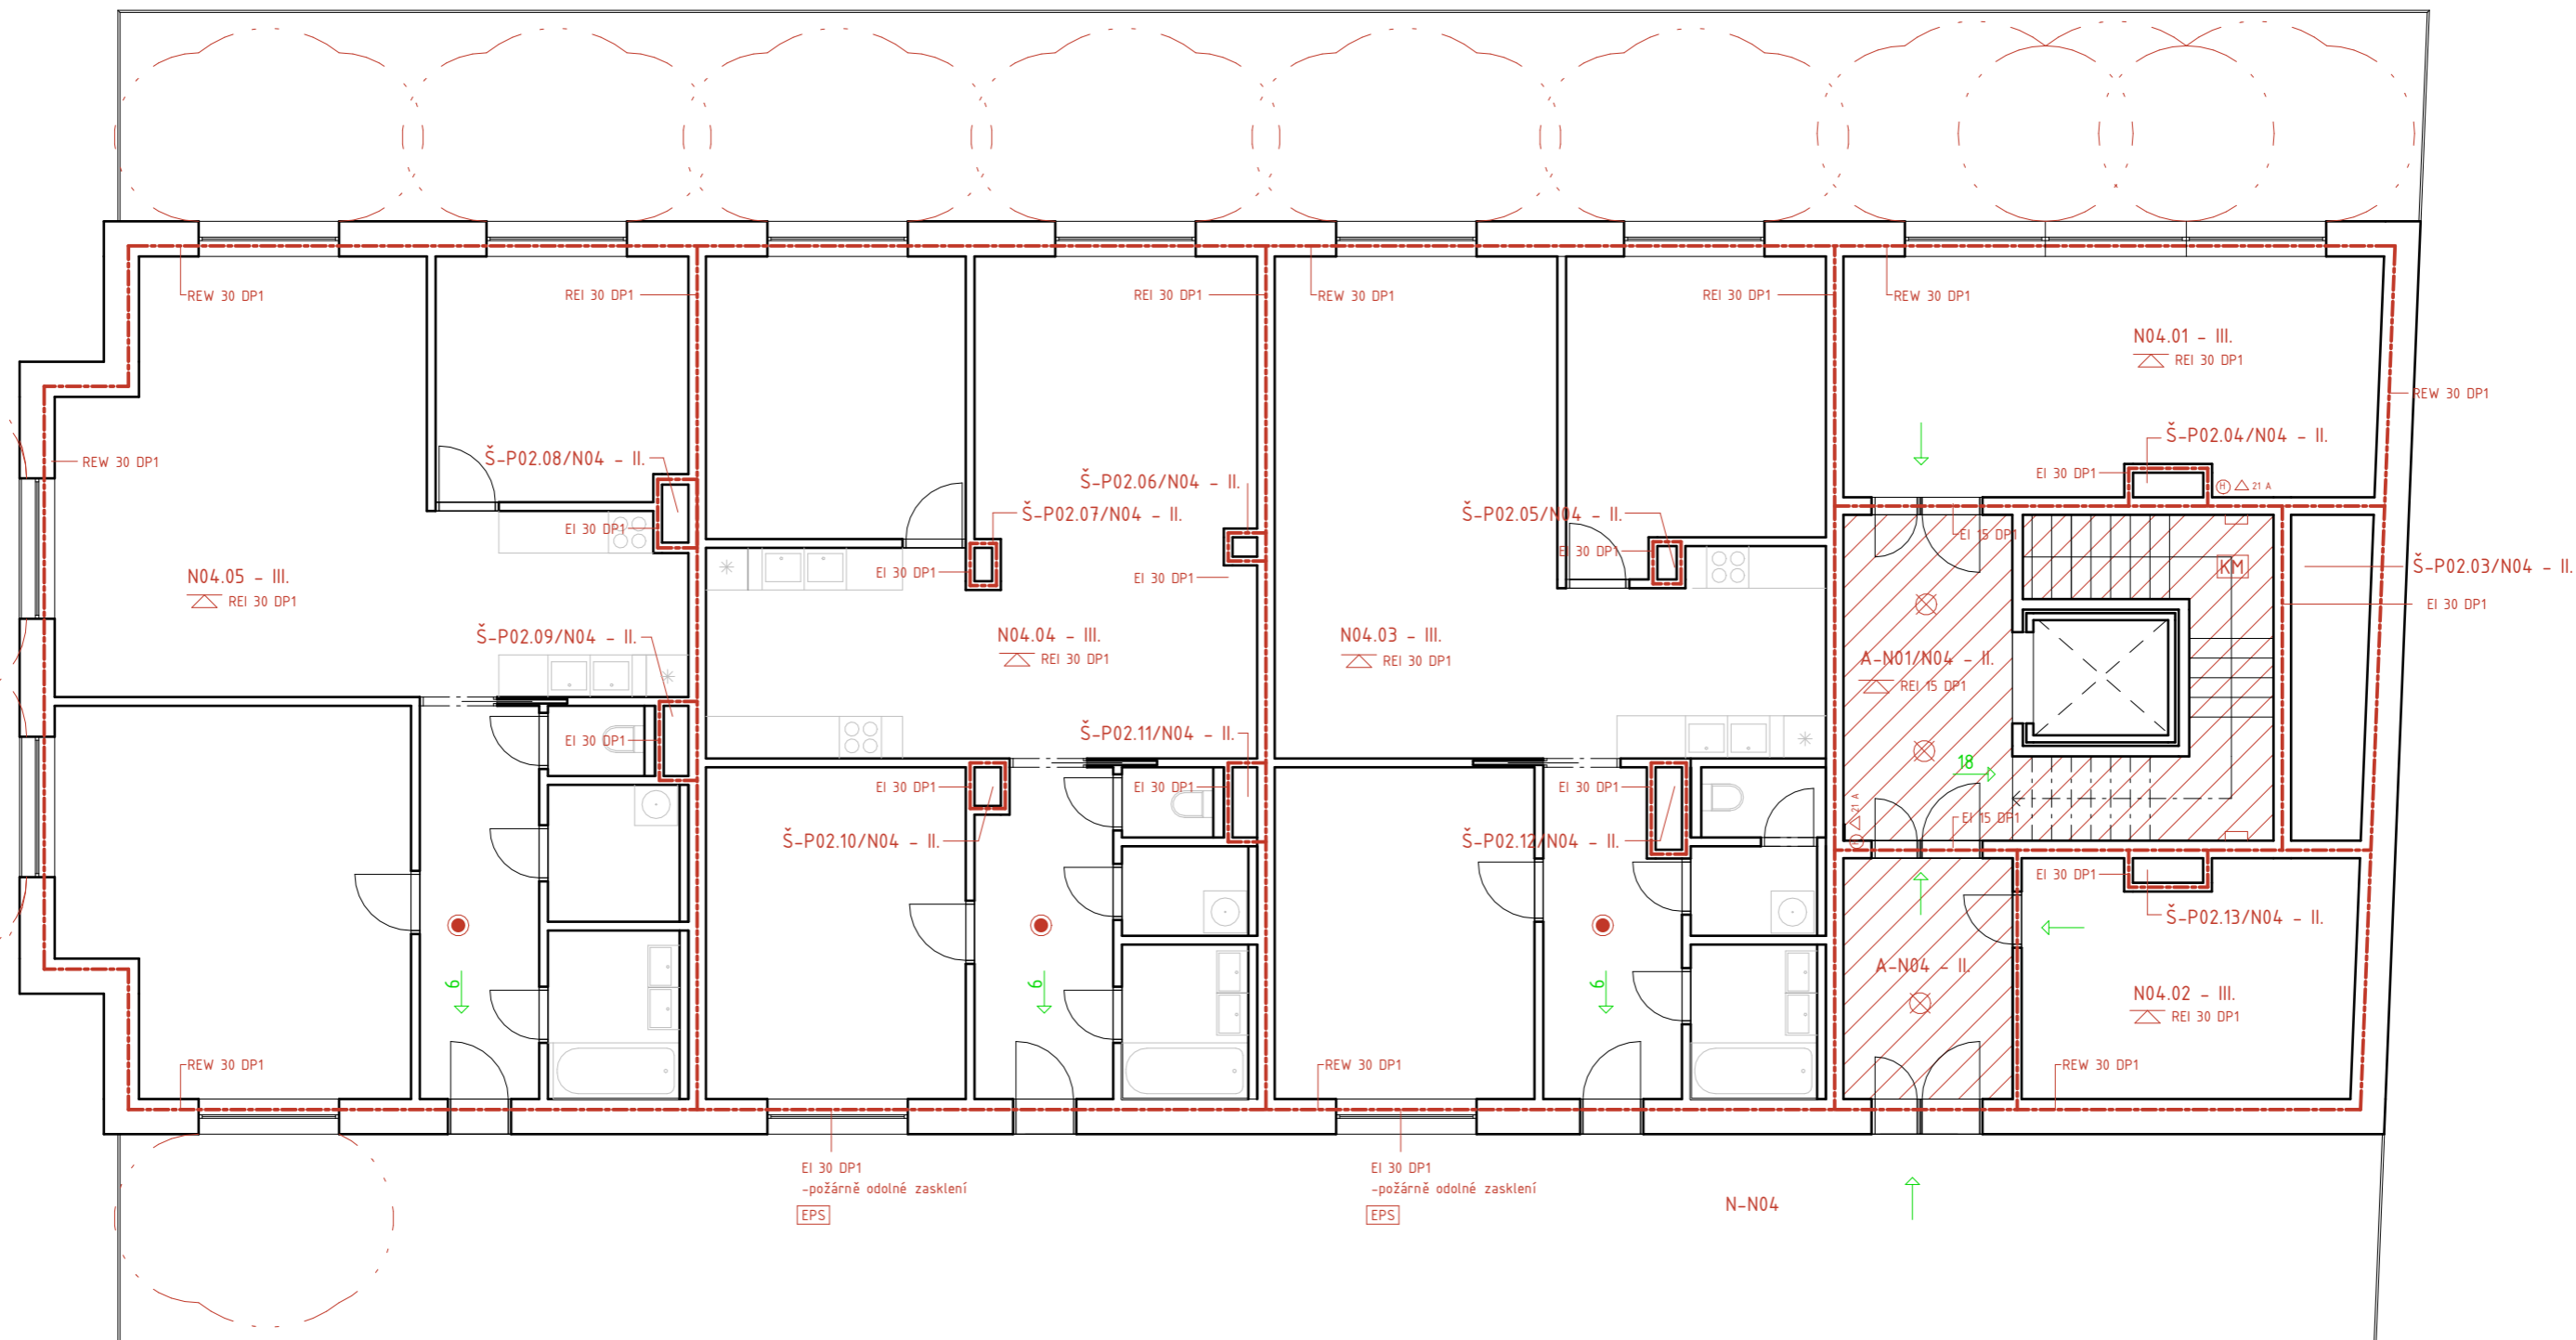 REW 30 DP1
REI 30 DP1
REI 30 DP1
REW 30 DP1
REI 30 DP1
REW 30 DP1
N04.01 - III.
REI 30 DP1
REW 30 DP1
Š-P02.04/N04 - II.
EI 30 DP1
H 21 A
REW 30 DP1
Š-P02.08/N04 - II.
EI 30 DP1
Š-P02.06/N04 - II.
Š-P02.07/N04 - II.
EI 30 DP1
EI 30 DP1
Š-P02.05/N04 - II.
EI 30 DP1
EI 15 DP1
KM
Š-P02.03/N04 - II.
EI 30 DP1
N04.05 - III.
REI 30 DP1
Š-P02.09/N04 - II.
N04.04 - III.
REI 30 DP1
N04.03 - III.
REI 30 DP1
A-N01/N04 - II.
REI 15 DP1
EI 30 DP1
Š-P02.11/N04 - II.
18
EI 30 DP1
EI 30 DP1
EI 30 DP1
21 A
EI 15 DP1
Š-P02.10/N04 - II.
Š-P02.12/N04 - II.
EI 30 DP1
Š-P02.13/N04 - II.
A-N04 - II.
6
6
6
N04.02 - III.
REI 30 DP1
REW 30 DP1
REW 30 DP1
REW 30 DP1
EI 30 DP1
-požárně odolné zasklení
EPS
EI 30 DP1
-požárně odolné zasklení
EPS
N-N04